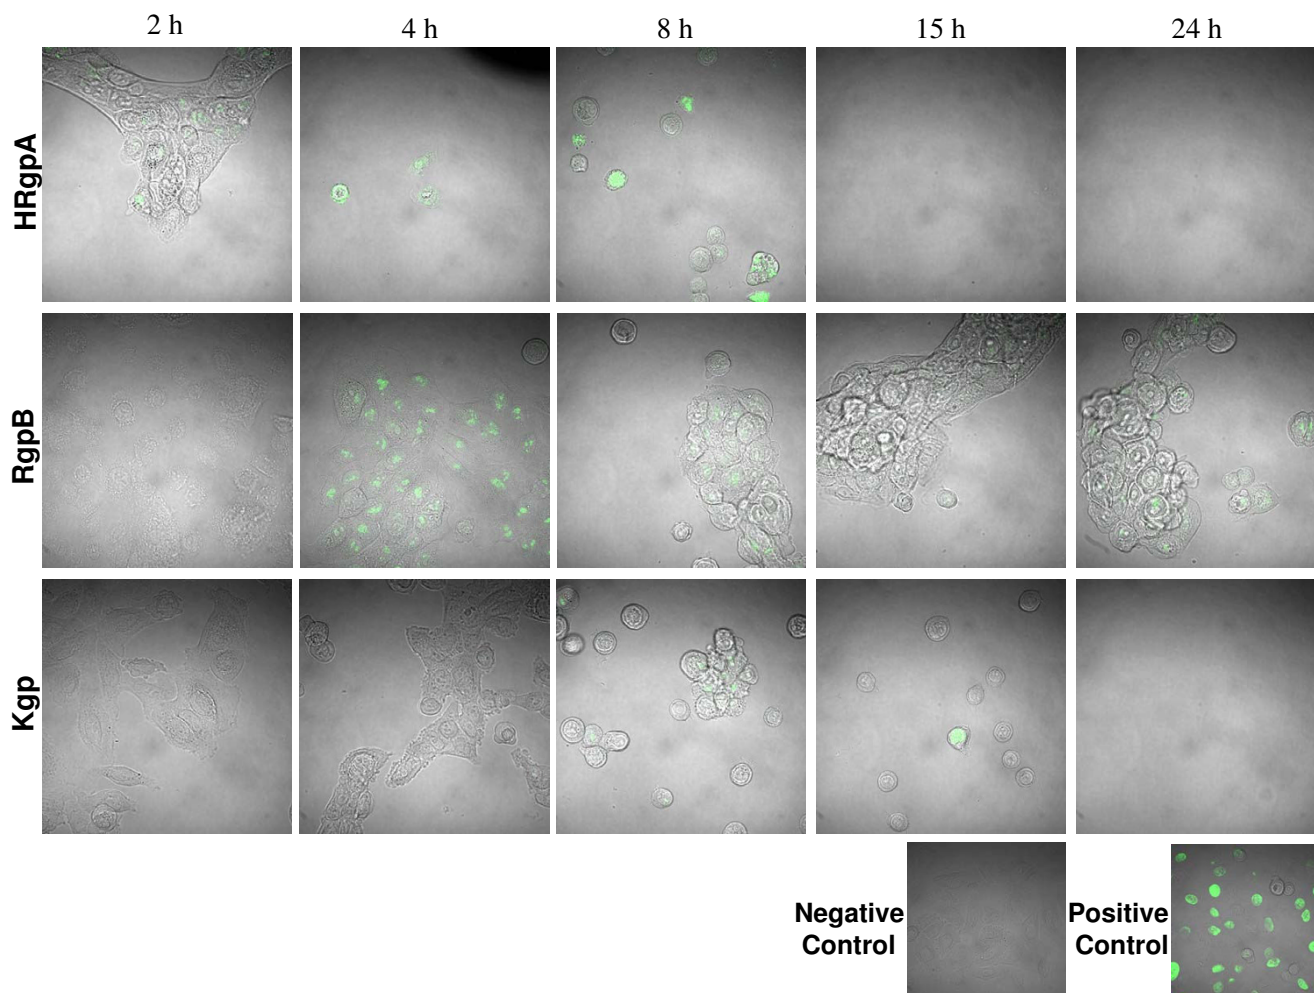 2 h
4 h
8 h
15 h
24 h
HRgpA
RgpB
Kgp
Negative
Control
Positive
Control